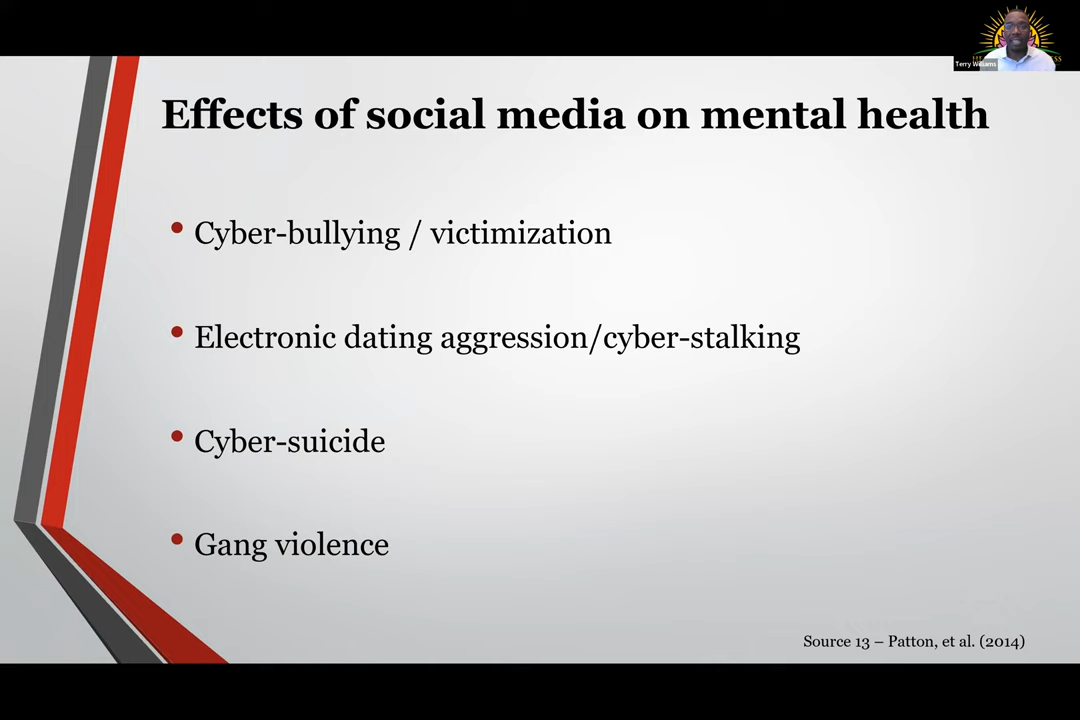 Terry Williams
Effects of social media on mental health
• Cyber-bullying / victimization
• Electronic dating aggression/cyber-stalking
• Cyber-suicide
• Gang violence
Source 13 – Patton, et al. (2014)